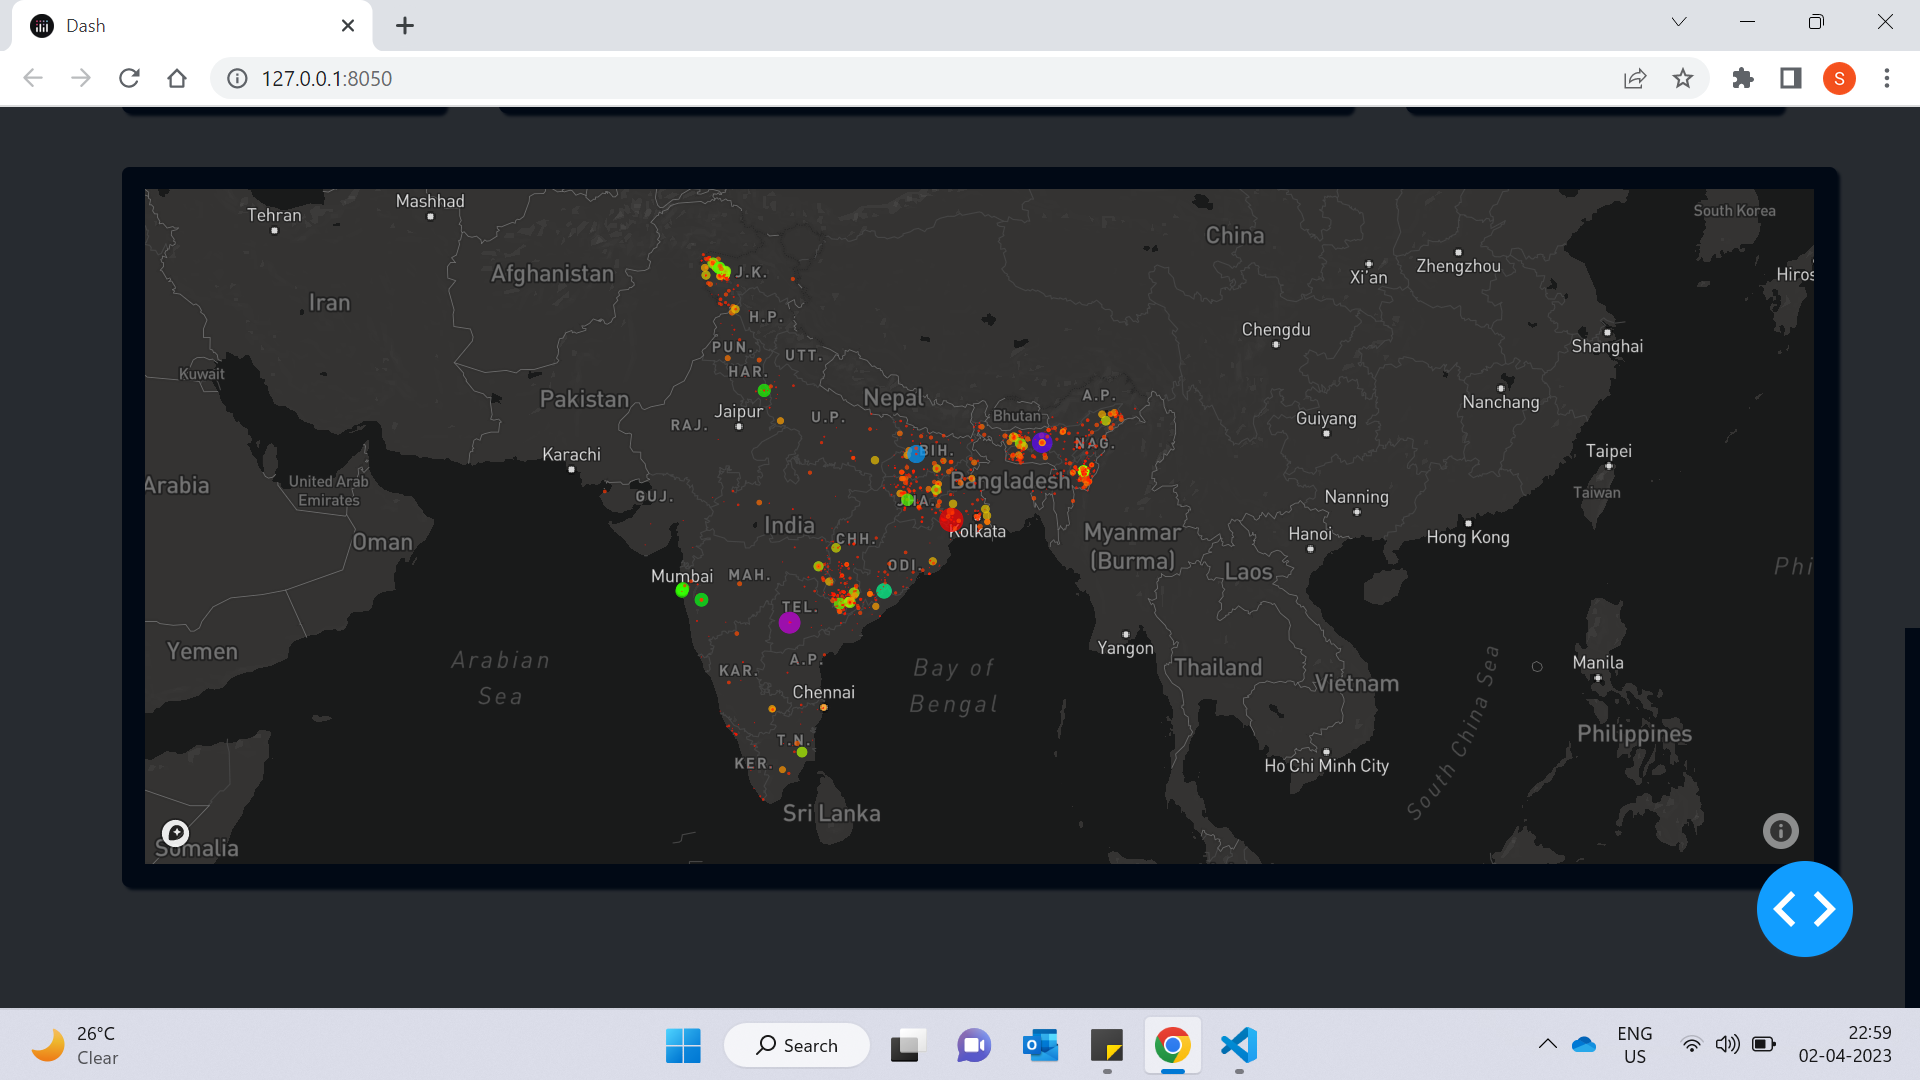 Dash
127.0.0.1:8050
Mashhad
Tehran
South Korea
China
Afghanistan
J.K.
Zhengzhou
Xi'an
Hiros
Iran
H.P.
Chengdu
PUN.
UTT.
Shanghai
Kuwait
HAR.
Pakistan
Nepal
A.P.
Nanchang
Jaipur
U.P.
Bhutan
Guiyang
RAJ.
NAG.
BIH.
Taipei
Karachi
United Arab
Emirates
Bangladesh
Arabia
Taiwan
GUJ.
JHA.
Nanning
India
Kolkata
Myanmar
(Burma)
Hanoi
Hong Kong
Oman
CHH.
ODI.
Laos
Phi
Mumbai
MAH.
TEL.
Yemen
Arabian
Sea
A.P.
KAR.
Bay of
Bengal
Yangon
Thailand
Manila
Vietnam
Chennai
South China Sea
Philippines
T.N.
KER.
Ho Chi Minh City
Sri Lanka
Somalia
26°C
Clear
Search
ENG
US
22:59
02-04-2023
S